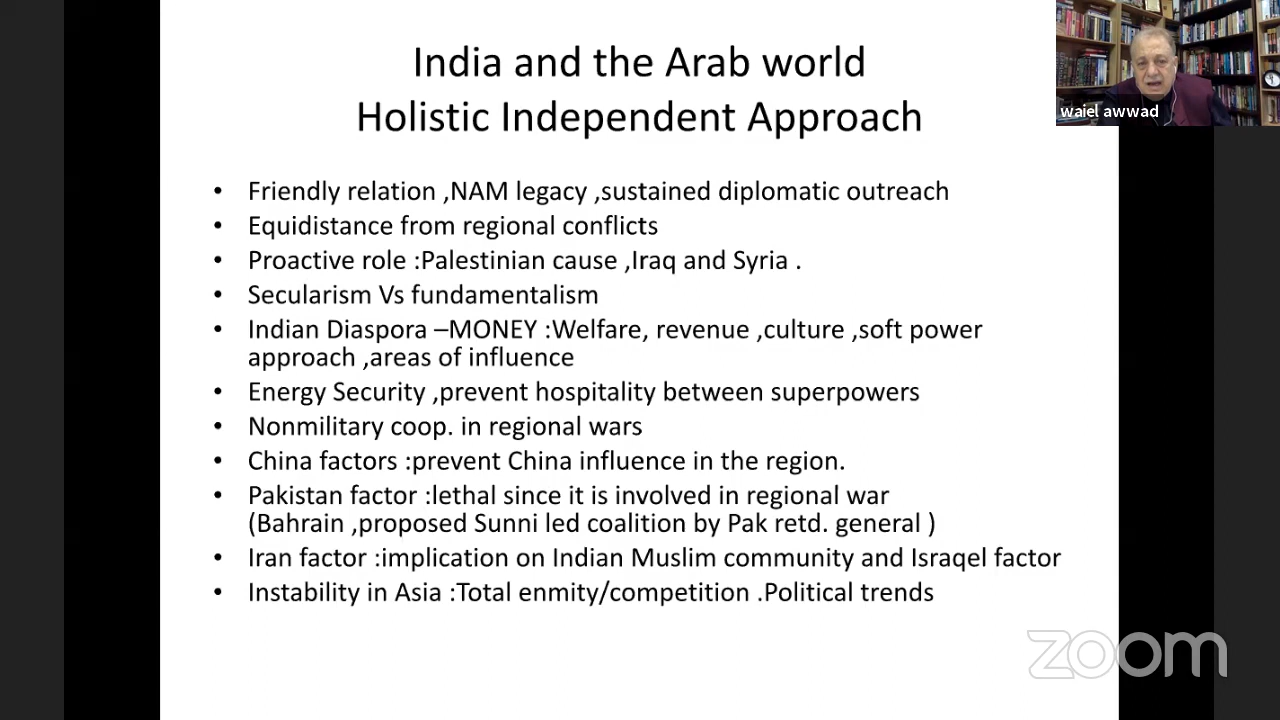 India and the Arab world
Holistic Independent Approach
waiel awwad
• Friendly relation ,NAM legacy ,sustained diplomatic outreach
• Equidistance from regional conflicts
• Proactive role :Palestinian cause ,Iraq and Syria .
• Secularism Vs fundamentalism
• Indian Diaspora –MONEY :Welfare, revenue ,culture ,soft power
approach ,areas of influence
• Energy Security ,prevent hospitality between superpowers
• Nonmilitary coop. in regional wars
• China factors :prevent China influence in the region.
• Pakistan factor :lethal since it is involved in regional war
(Bahrain ,proposed Sunni led coalition by Pak retd. general )
• Iran factor :implication on Indian Muslim community and Israqel factor
• Instability in Asia :Total enmity/competition .Political trends
zoom